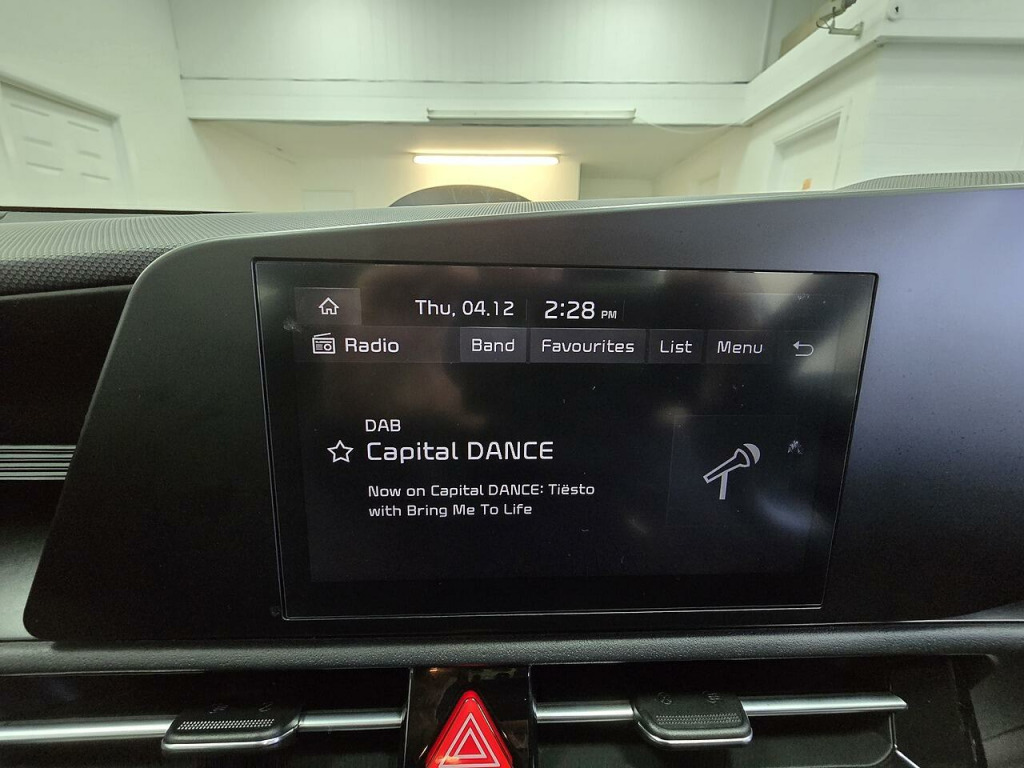 Thu, 04.12 2:28 PM
Radio Band Favourites List Menu
DAB
Capital DANCE
Now on Capital DANCE: Tiësto
with Bring Me To Life